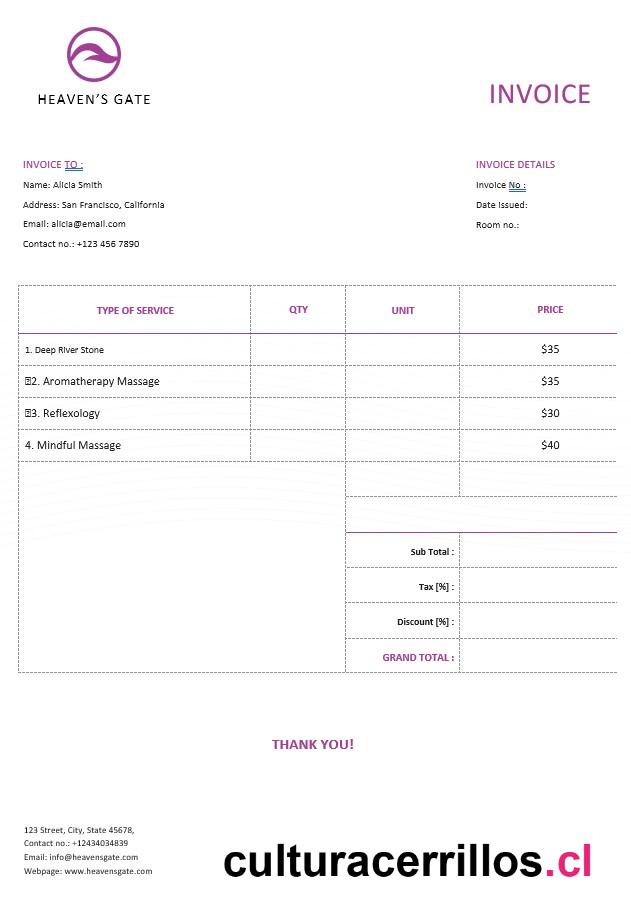 HEAVEN'S GATE
INVOICE
INVOICE TO :
Name: Alicia Smith
Address: San Francisco, California
Email: alicia@email.com
Contact no.: +123 456 7890
INVOICE DETAILS
Invoice No :
Date Issued:
Room no.:
TYPE OF SERVICE QTY UNIT PRICE
1. Deep River Stone $35
2. Aromatherapy Massage $35
3. Reflexology $30
4. Mindful Massage $40
Sub Total :
Tax [%] :
Discount [%] :
GRAND TOTAL :
THANK YOU!
123 Street, City, State 45678,
Contact no.: +12434034839
Email: info@heavensgate.com
Webpage: www.heavensgate.com
culturacerrillos.cl